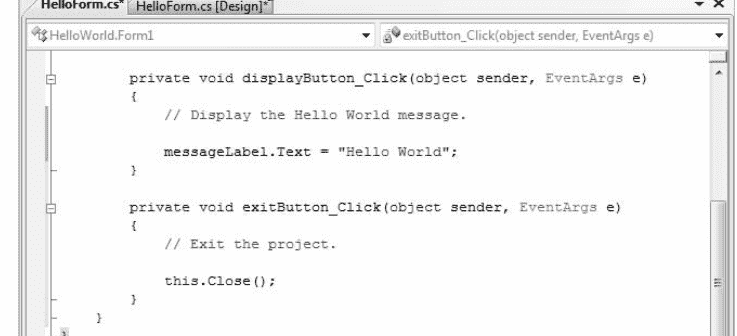 HelloForm.cs* HelloForm.cs [Design]*
HelloWorld.Form1 exitButton_Click(object sender, EventArgs e)
private void displayButton_Click(object sender, EventArgs e)
{
// Display the Hello World message.
messageLabel.Text = "Hello World";
}
private void exitButton_Click(object sender, EventArgs e)
{
// Exit the project.
this.Close();
}
}
}